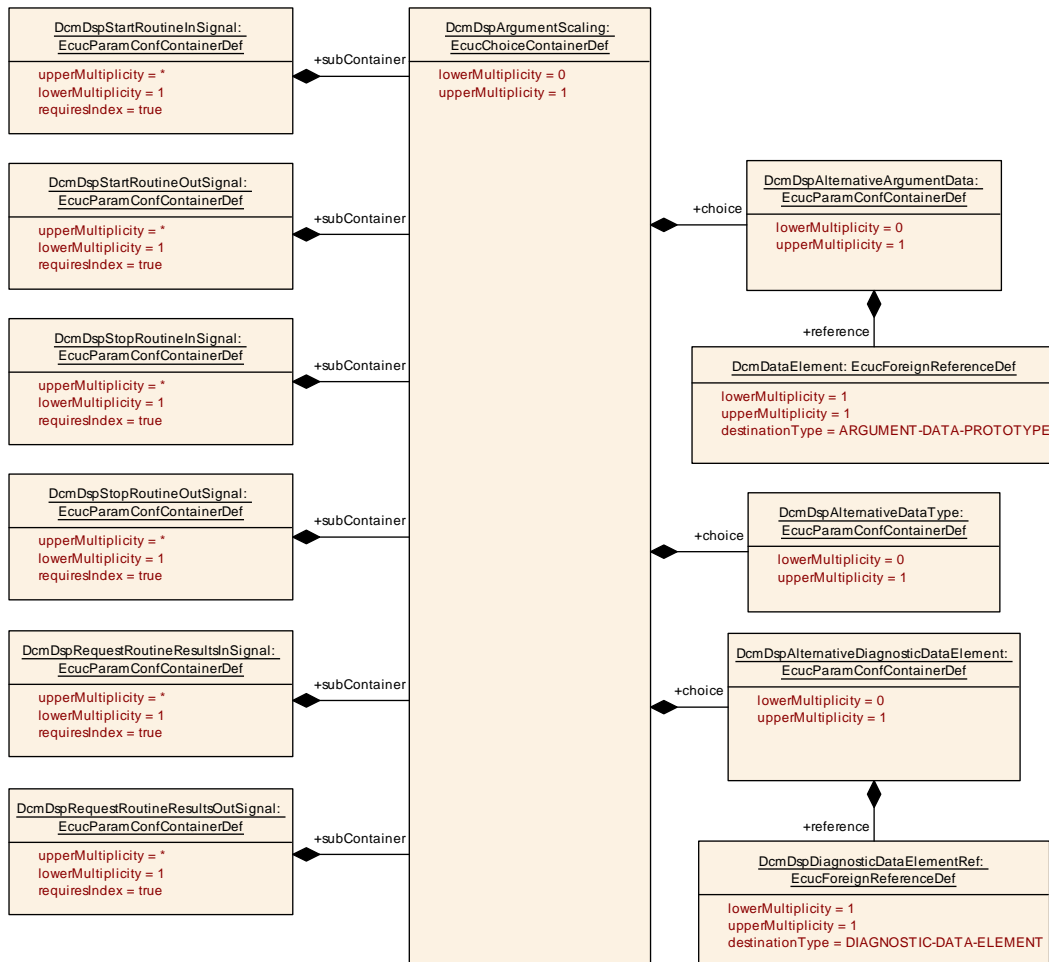 DcmDspStartRoutineInSignal:
EcucParamConfContainerDef
upperMultiplicity = *
lowerMultiplicity = 1
requiresIndex = true
+subContainer
DcmDspStartRoutineOutSignal:
EcucParamConfContainerDef
upperMultiplicity = *
lowerMultiplicity = 1
requiresIndex = true
+subContainer
DcmDspStopRoutineInSignal:
EcucParamConfContainerDef
upperMultiplicity = *
lowerMultiplicity = 1
requiresIndex = true
+subContainer
DcmDspStopRoutineOutSignal:
EcucParamConfContainerDef
upperMultiplicity = *
lowerMultiplicity = 1
requiresIndex = true
+subContainer
DcmDspRequestRoutineResultsInSignal:
EcucParamConfContainerDef
upperMultiplicity = *
lowerMultiplicity = 1
requiresIndex = true
+subContainer
DcmDspRequestRoutineResultsOutSignal:
EcucParamConfContainerDef
upperMultiplicity = *
lowerMultiplicity = 1
requiresIndex = true
+subContainer
DcmDspArgumentScaling:
EcucChoiceContainerDef
lowerMultiplicity = 0
upperMultiplicity = 1
+choice
DcmDspAlternativeArgumentData:
EcucParamConfContainerDef
lowerMultiplicity = 0
upperMultiplicity = 1
+reference
DcmDataElement: EcucForeignReferenceDef
lowerMultiplicity = 1
upperMultiplicity = 1
destinationType = ARGUMENT-DATA-PROTOTYPE
+choice
DcmDspAlternativeDataType:
EcucParamConfContainerDef
lowerMultiplicity = 0
upperMultiplicity = 1
+choice
DcmDspAlternativeDiagnosticDataElement:
EcucParamConfContainerDef
lowerMultiplicity = 0
upperMultiplicity = 1
+reference
DcmDspDiagnosticDataElementRef:
EcucForeignReferenceDef
lowerMultiplicity = 1
upperMultiplicity = 1
destinationType = DIAGNOSTIC-DATA-ELEMENT